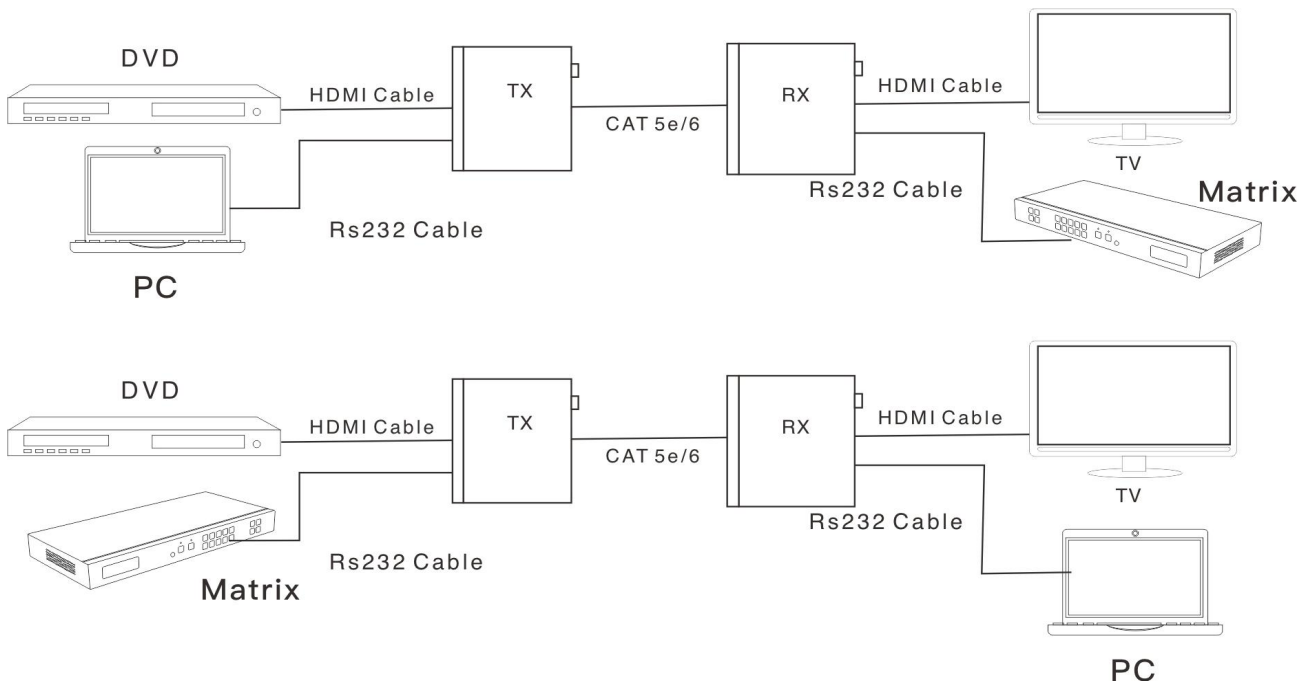 DVD
HDMI Cable
TX
CAT 5e/6
RX
HDMI Cable
TV
Rs232 Cable
Rs232 Cable
Matrix
PC
DVD
HDMI Cable
TX
CAT 5e/6
RX
HDMI Cable
TV
Rs232 Cable
Rs232 Cable
Matrix
PC